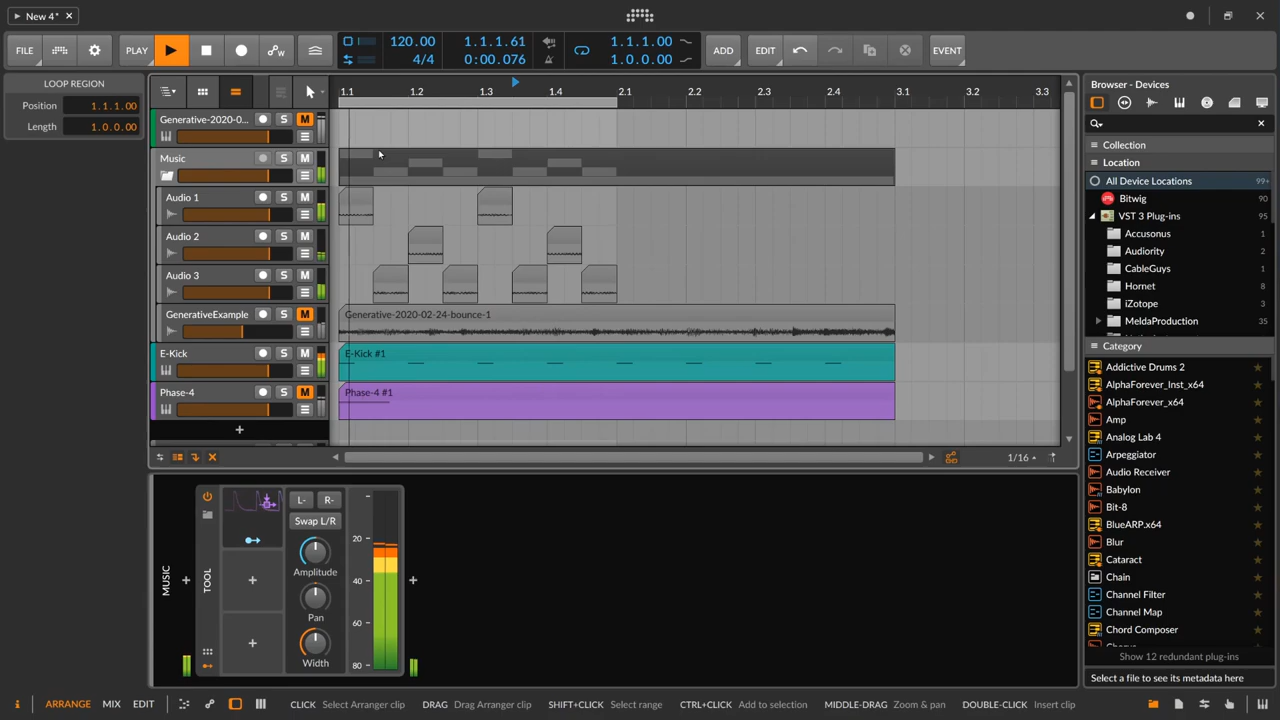 New 4*
FILE
PLAY
120.00
4/4
1.1.1.61
0:00.076
1.1.1.00
1.0.0.00
ADD
EDIT
EVENT
LOOP REGION
Position 1.1.1.00
Length 1.0.0.00
1.1 1.2 1.3 1.4 2.1 2.2 2.3 2.4 3.1 3.2 3.3
Generative-2020-0... S M
Music S M
Audio 1 S M
Audio 2 S M
Audio 3 S M
GenerativeExample S M
Generative-2020-02-24-bounce-1
E-Kick S M
E-Kick #1
Phase-4 S M
Phase-4 #1
+
1/16
MUSIC
TOOL
L- R-
Swap L/R
Amplitude
Pan
Width
20
40
60
80
Browser - Devices
Collection
Location
All Device Locations 99+
Bitwig 90
VST 3 Plug-ins 95
Accusonus 1
Audiority 3
CableGuys 1
Hornet 8
iZotope 3
MeldaProduction 3
Category
Addictive Drums 2
AlphaForever_Inst_x64
AlphaForever_x64
Amp
Analog Lab 4
Arpeggiator
Audio Receiver
Babylon
Bit-8
BlueARP.x64
Blur
Cataract
Chain
Channel Filter
Channel Map
Chord Composer
Show 12 redundant plug-ins
Select a file to see its metadata here
i ARRANGE MIX EDIT
CLICK Select Arranger clip DRAG Drag Arranger clip SHIFT+CLICK Select range CTRL+CLICK Add to selection MIDDLE-DRAG Zoom & pan DOUBLE-CLICK Insert clip